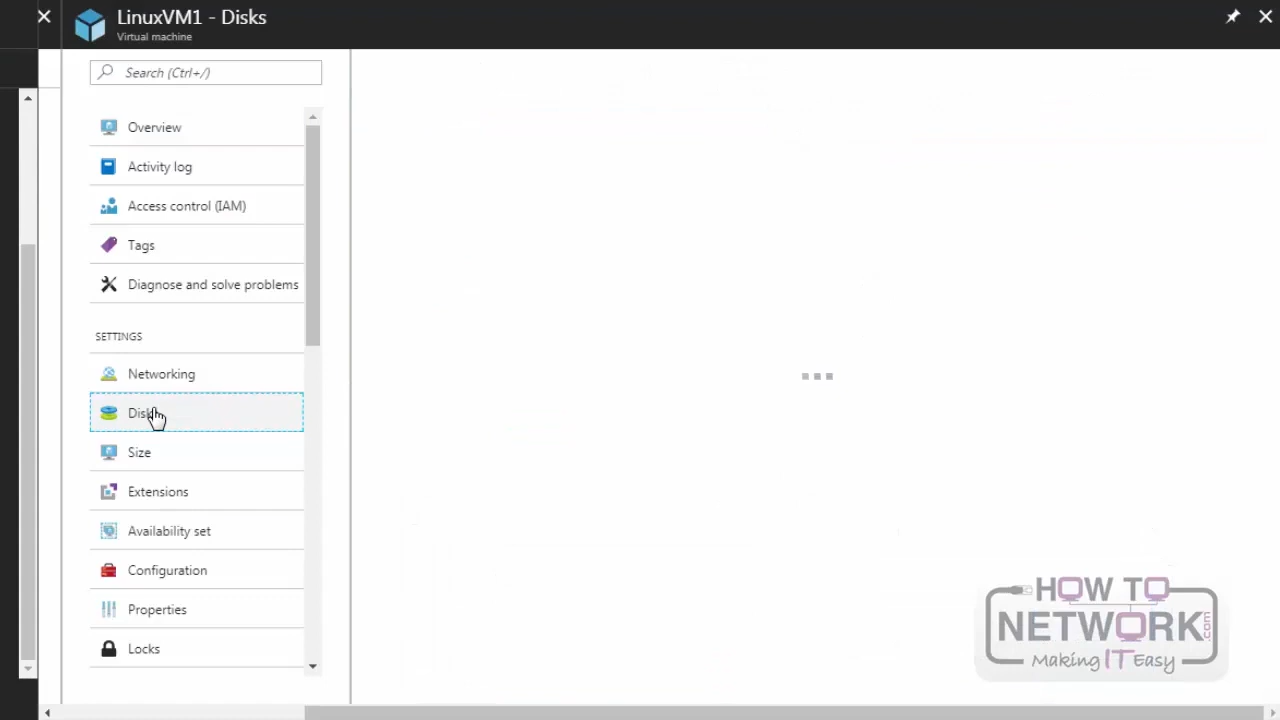 LinuxVM1 - Disks
Virtual machine
Search (Ctrl+/)
Overview
Activity log
Access control (IAM)
Tags
Diagnose and solve problems
SETTINGS
Networking
Disks
Size
Extensions
Availability set
Configuration
Properties
Locks
HOW TO
NETWORK.com
Making IT Easy